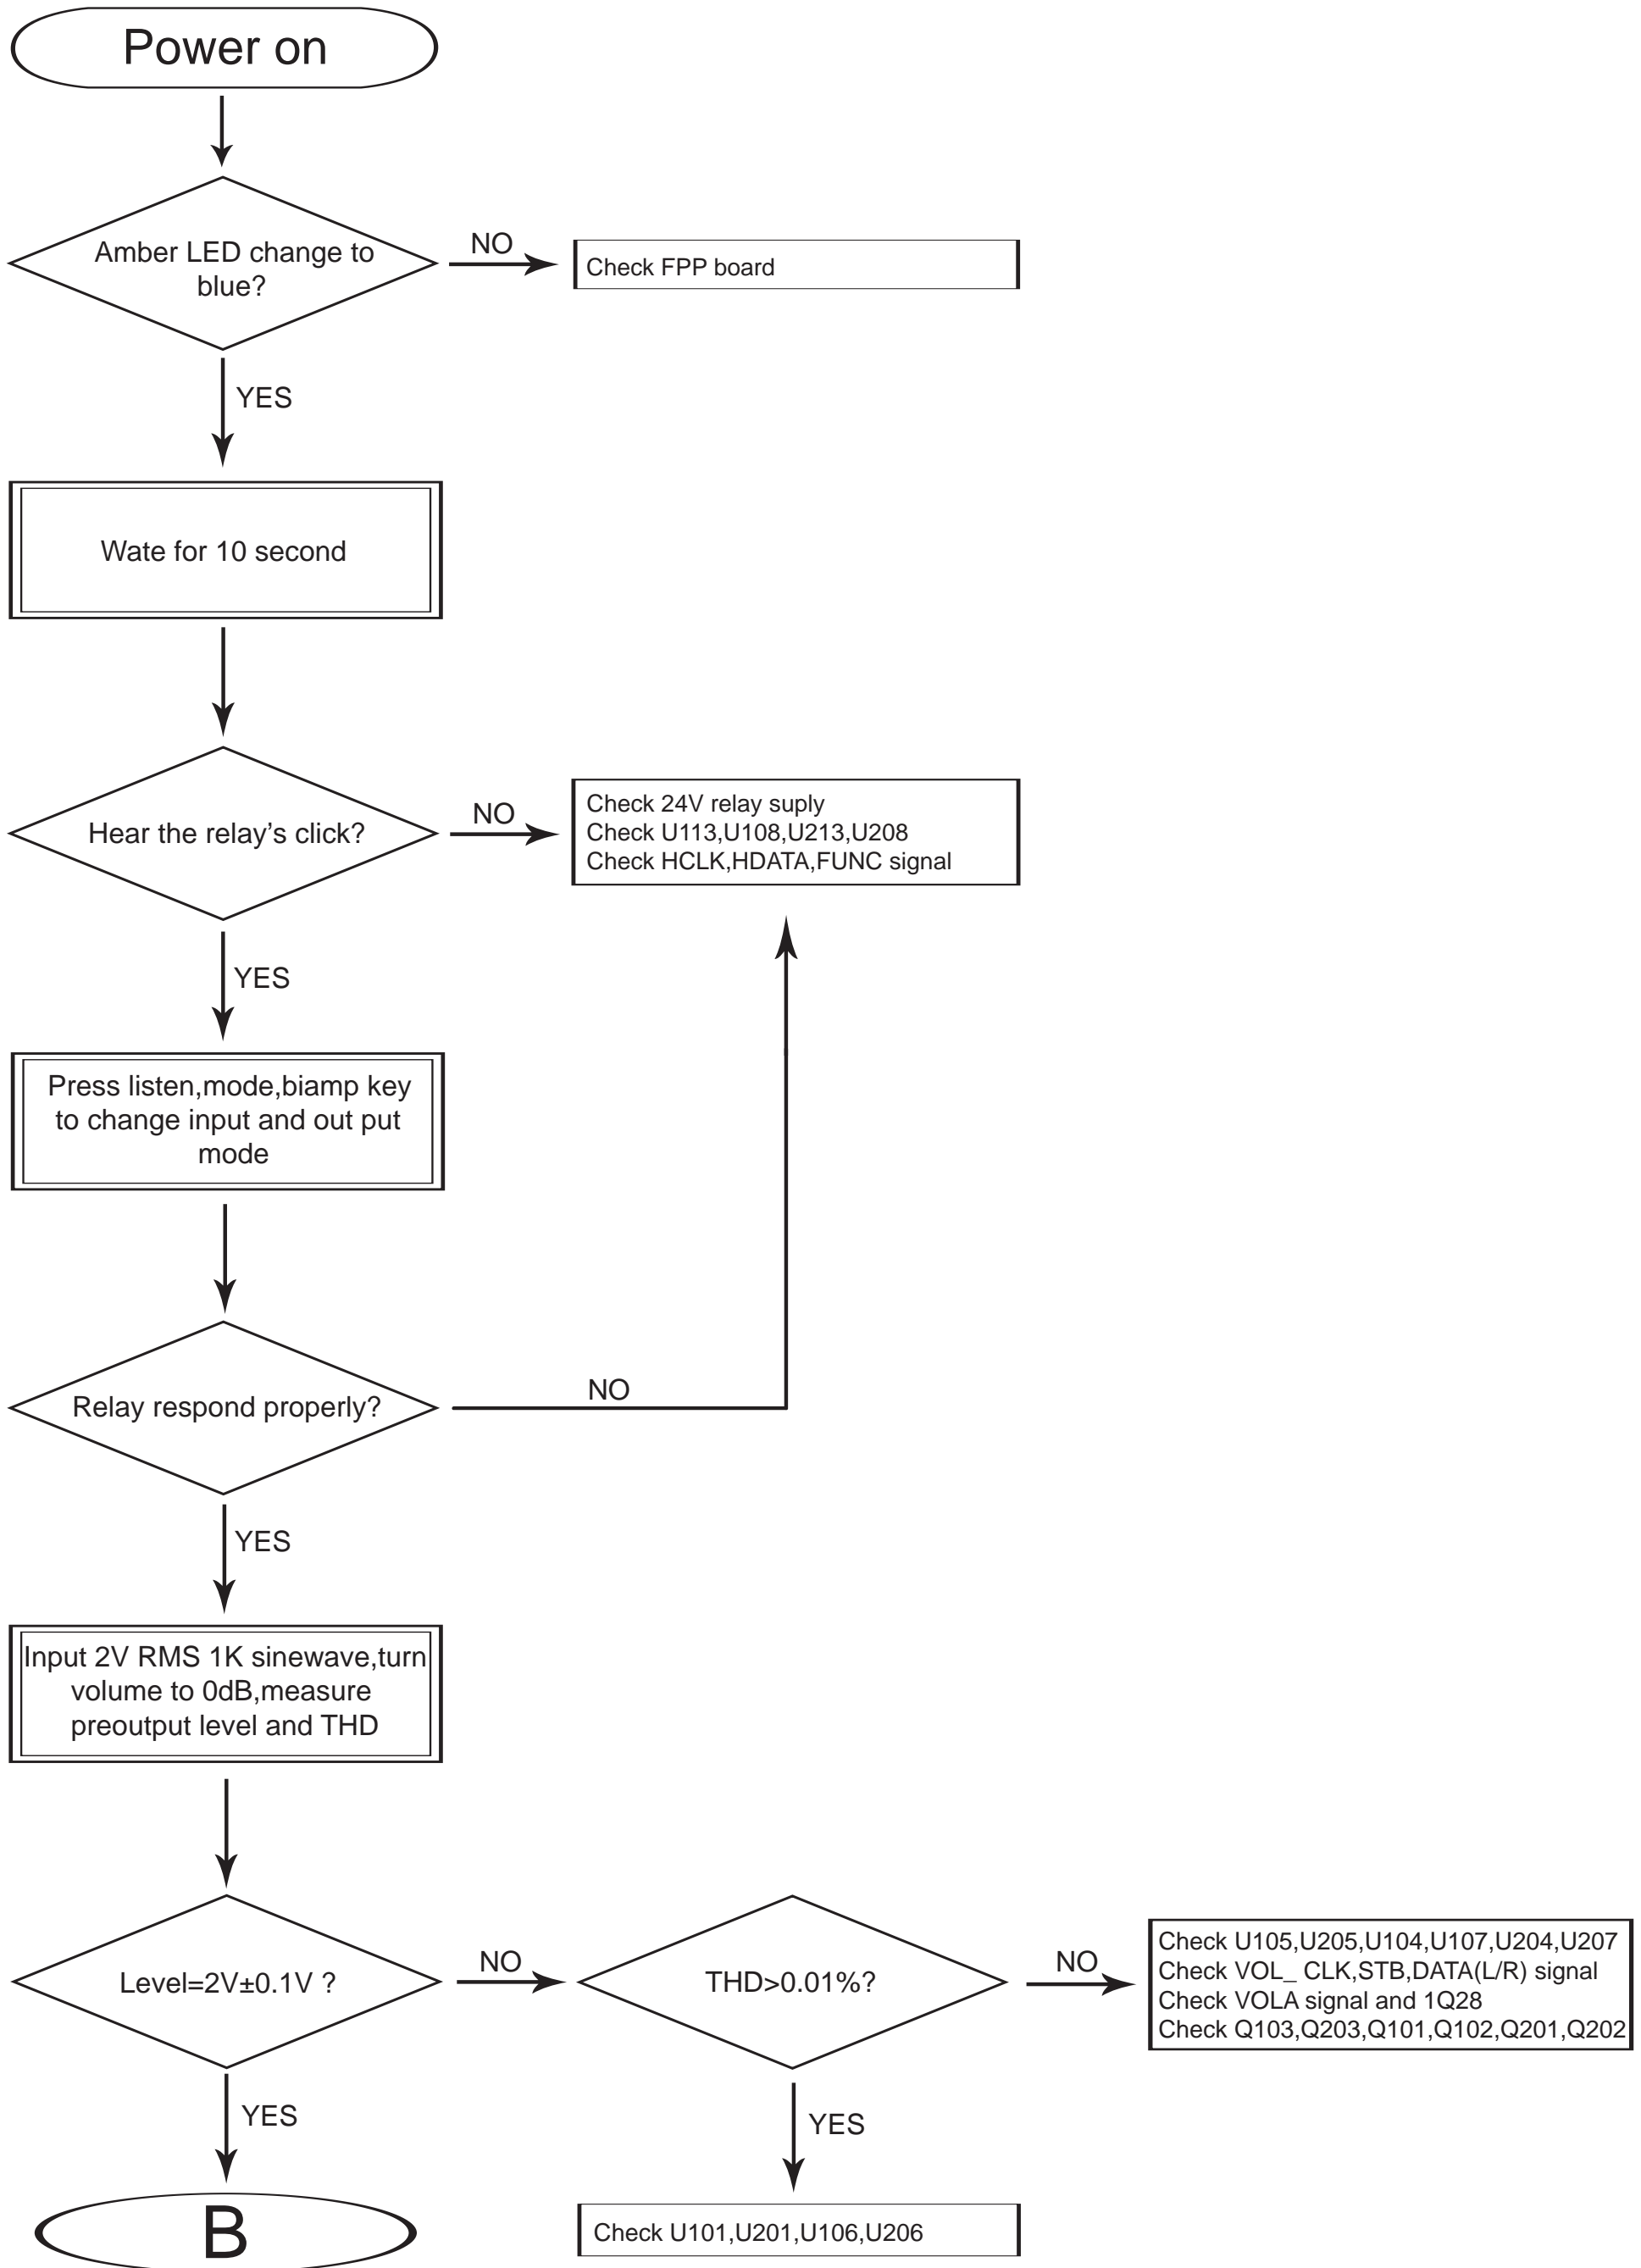 Power on
Amber LED change to
blue?
NO
Check FPP board
YES
Wate for 10 second
Hear the relay's click?
NO
Check 24V relay suply
Check U113,U108,U213,U208
Check HCLK,HDATA,FUNC signal
YES
Press listen,mode,biamp key
to change input and out put
mode
Relay respond properly?
NO
YES
Input 2V RMS 1K sinewave,turn
volume to 0dB,measure
preoutput level and THD
Level=2V±0.1V ?
NO
THD>0.01%?
NO
Check U105,U205,U104,U107,U204,U207
Check VOL_ CLK,STB,DATA(L/R) signal
Check VOLA signal and 1Q28
Check Q103,Q203,Q101,Q102,Q201,Q202
YES
YES
B
Check U101,U201,U106,U206